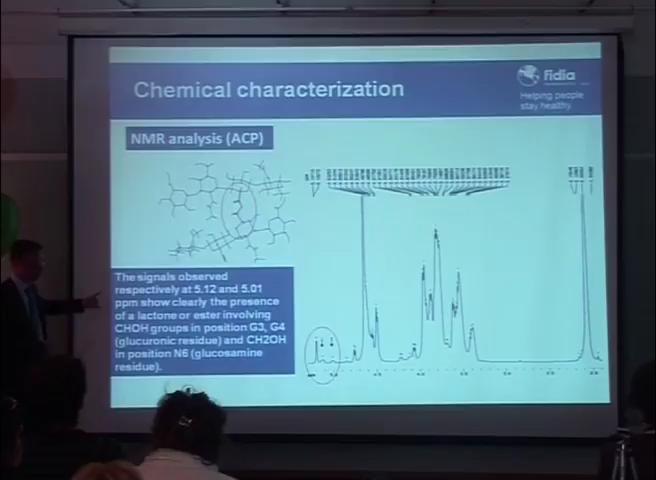 Chemical characterization
fidia
Helping people
stay healthy.
NMR analysis (ACP)
The signals observed
respectively at 5.12 and 5.01
ppm show clearly the presence
of a lactone or ester involving
CHOH groups in position G3, G4
(glucuronic residue) and CH2OH
in position N6 (glucosamine
residue).